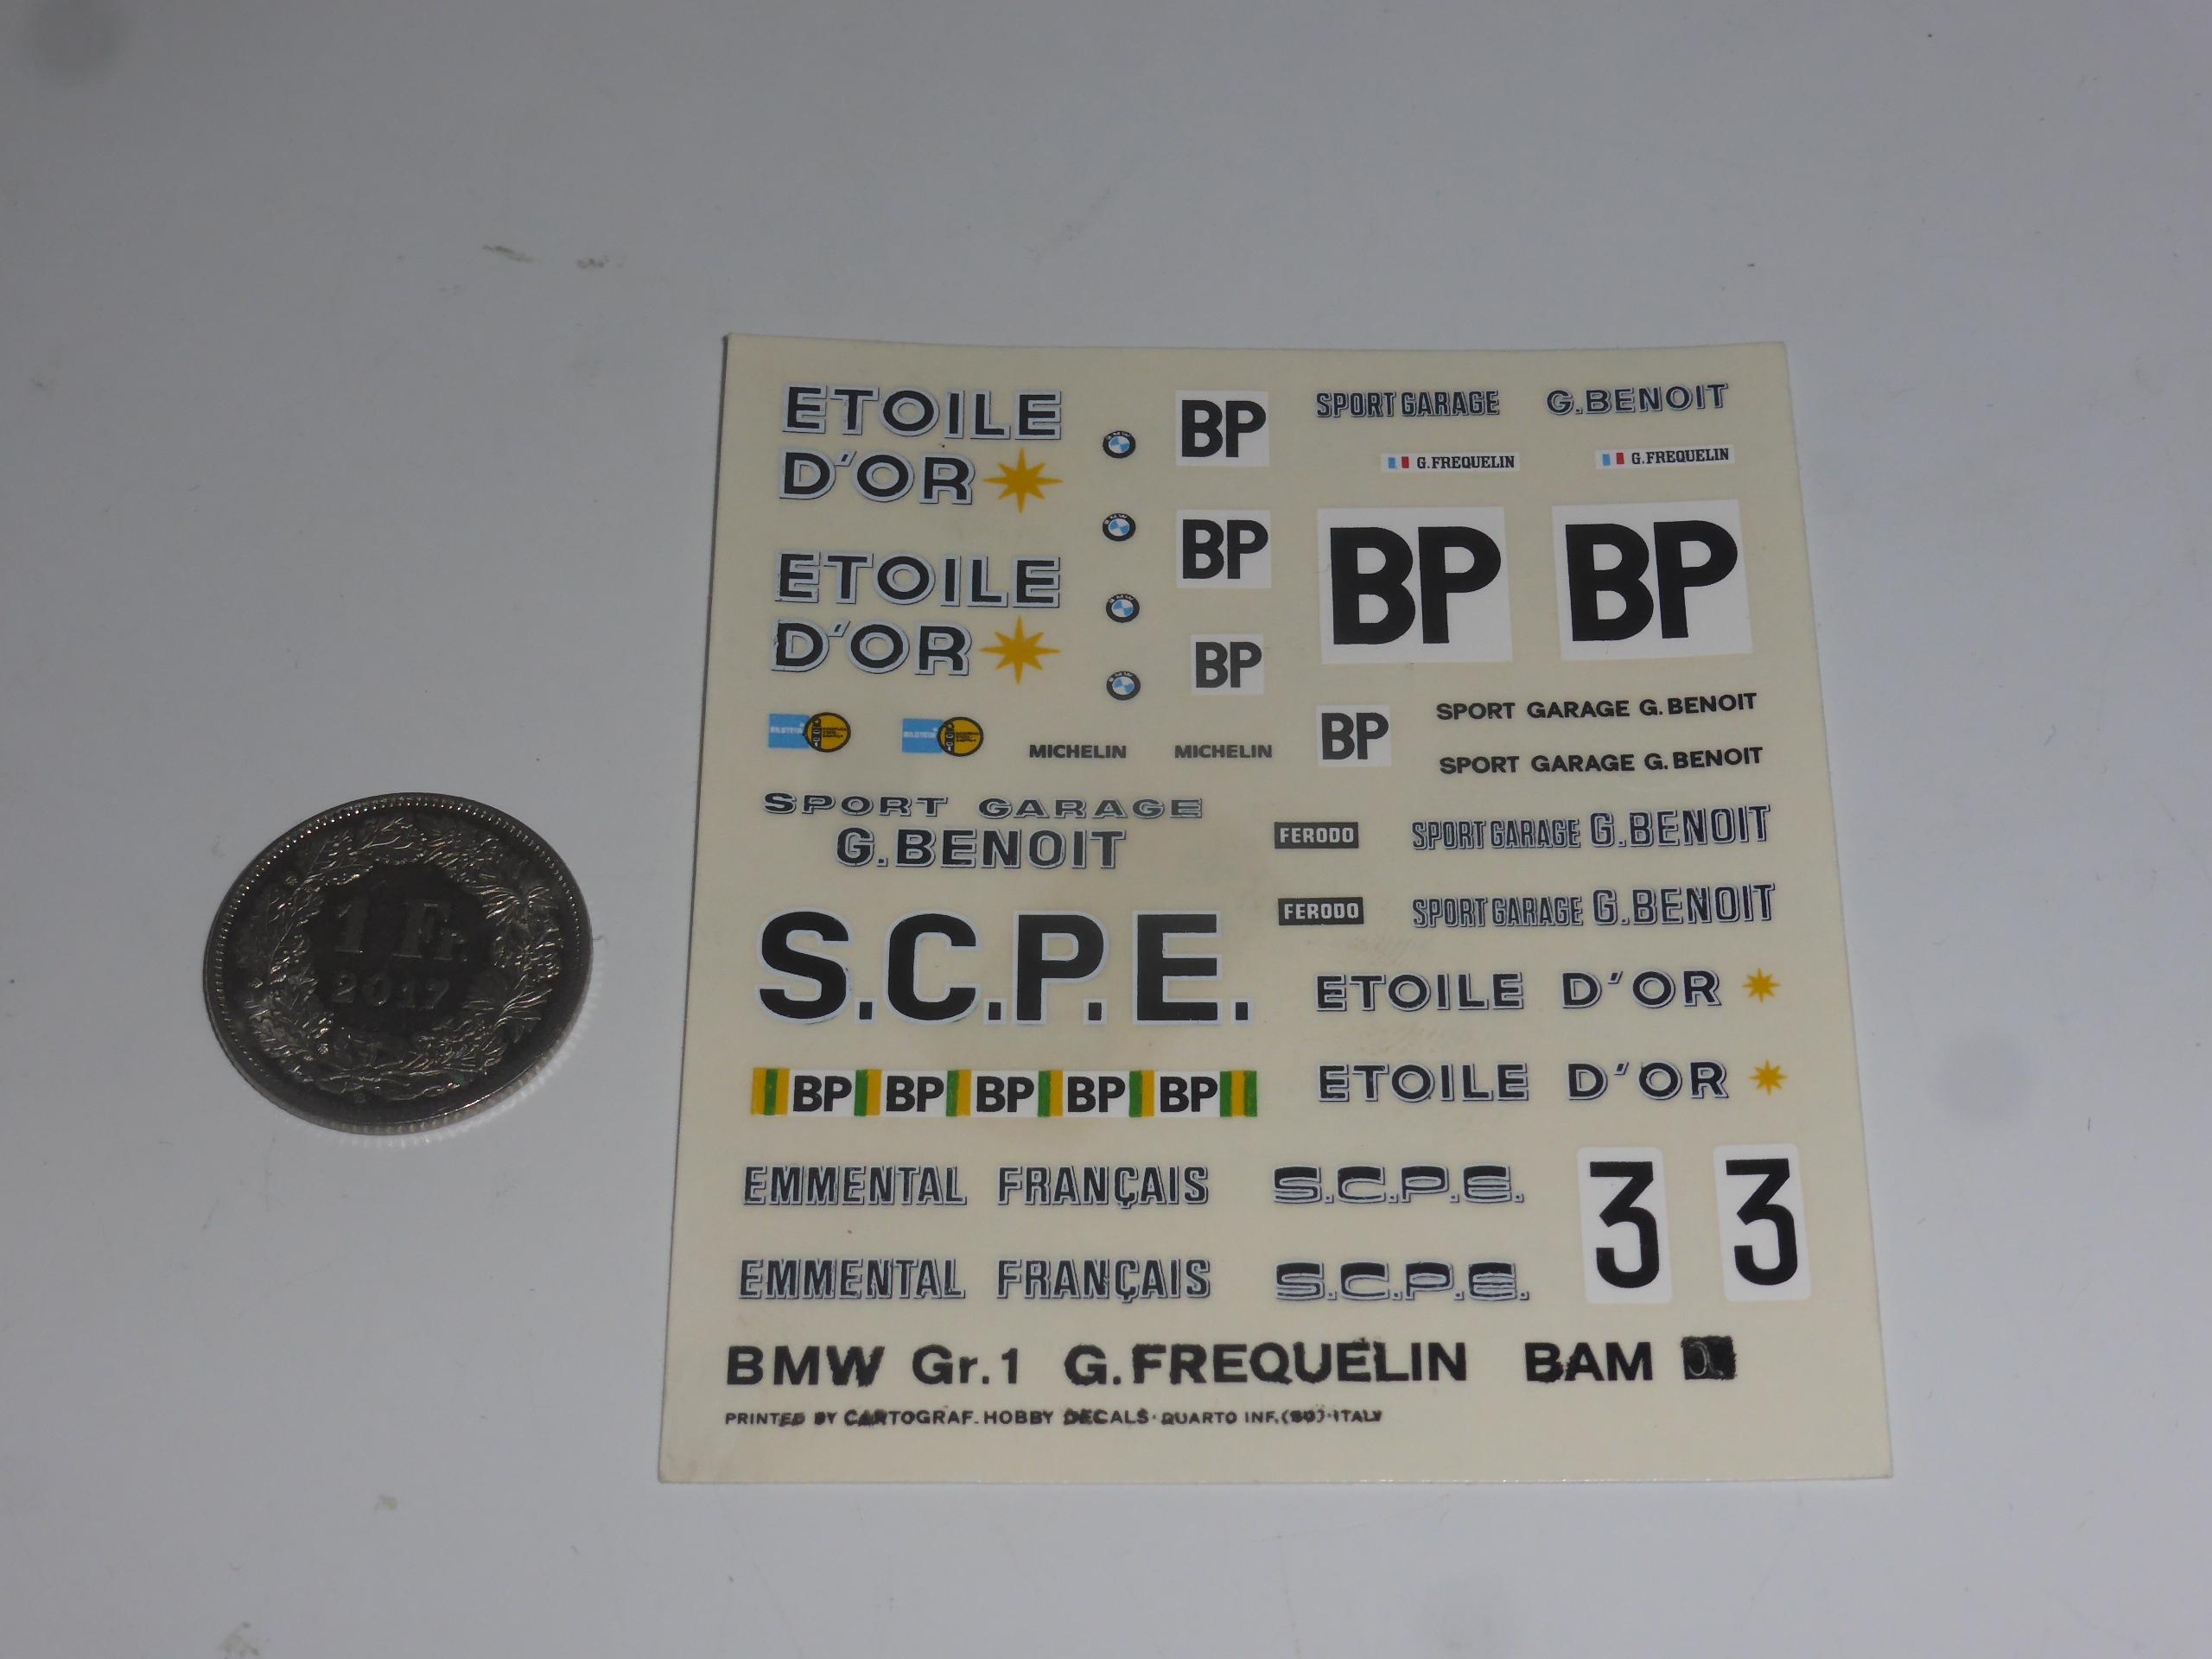 ETOILE
D'OR
BP
SPORT GARAGE
G.BENOIT
G.FREQUELIN
G.FREQUELIN
ETOILE
D'OR
BP
BP
BP
BP
BILSTEIN
BILSTEIN
MICHELIN
MICHELIN
BP
SPORT GARAGE G. BENOIT
SPORT GARAGE G. BENOIT
SPORT GARAGE
G.BENOIT
FERODO
SPORT GARAGE G.BENOIT
FERODO
SPORT GARAGE G.BENOIT
S.C.P.E.
ETOILE D'OR
ETOILE D'OR
BP BP BP BP BP
EMMENTAL FRANÇAIS
S.C.P.E.
3 3
EMMENTAL FRANÇAIS
S.C.P.E.
BMW Gr.1 G.FREQUELIN BAM
PRINTED BY CARTOGRAF.HOBBY DECALS·QUARTO INF.(BO)·ITALY
1 Fr.
2017